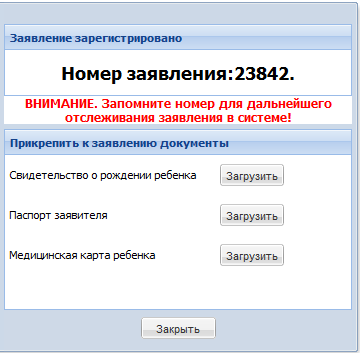 Заявление зарегистрировано
Номер заявления:23842.
ВНИМАНИЕ. Запомните номер для дальнейшего
отслеживания заявления в системе!
Прикрепить к заявлению документы
Свидетельство о рождении ребенка
Загрузить
Паспорт заявителя
Загрузить
Медицинская карта ребенка
Загрузить
Закрыть